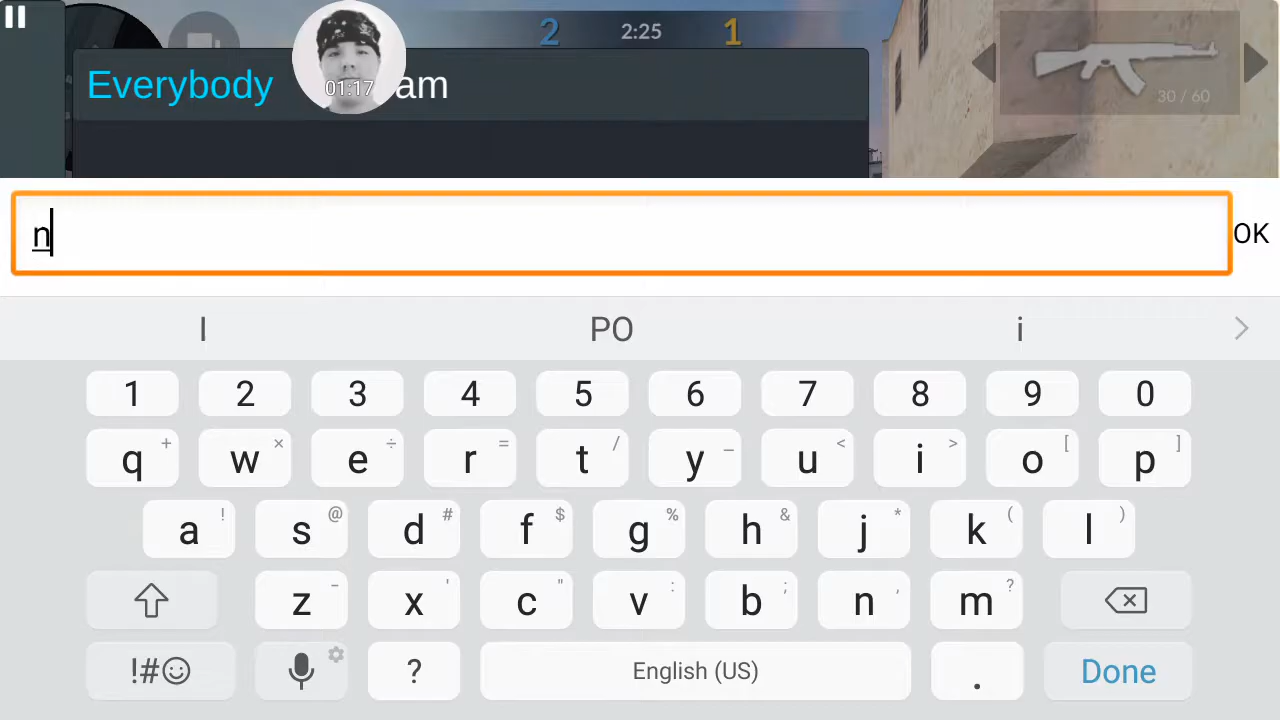 2 2:25 1
Everybody
am
01:17
30 / 60
n
OK
I PO i
1 2 3 4 5 6 7 8 9 0
q + w × e ÷ r = t / y _ u < i > o [ p ]
a ! s @ d # f $ g % h & j * k ( l )
z - x ' c " v : b ; n , m ?
!#☺ ? English (US) . Done